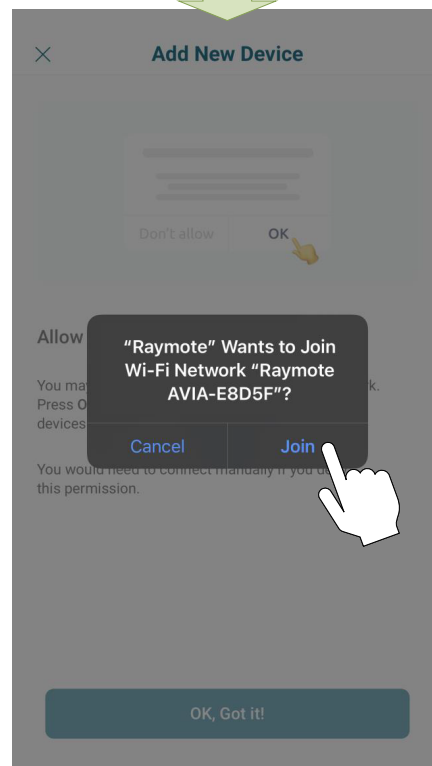 Add New Device
Don't allow
OK
Allow
"Raymote" Wants to Join
Wi-Fi Network "Raymote
AVIA-E8D5F"?
You may
k.
Press O
devices
Cancel
Join
You would need to connect manually if you d
this permission.
OK, Got it!